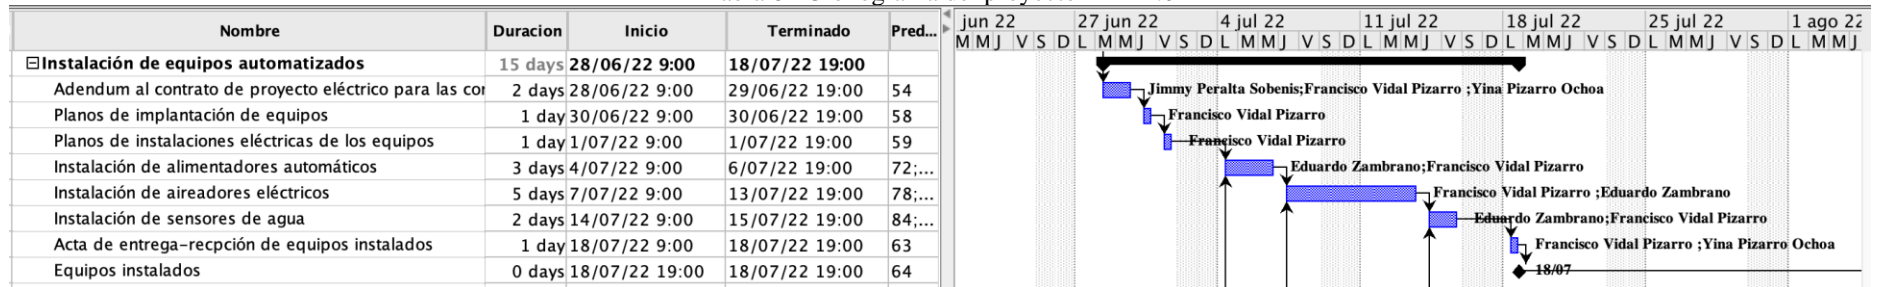 Nombre Duracion Inicio Terminado Pred...
jun 22 27 jun 22 4 jul 22 11 jul 22 18 jul 22 25 jul 22 1 ago 22
M M J V S D L M M J V S D L M M J V S D L M M J V S D L M M J V S D L M M J V S D L M M J
Instalación de equipos automatizados 15 days 28/06/22 9:00 18/07/22 19:00
Adendum al contrato de proyecto eléctrico para las cor 2 days 28/06/22 9:00 29/06/22 19:00 54 Jimmy Peralta Sobenis;Francisco Vidal Pizarro ;Yina Pizarro Ochoa
Planos de implantación de equipos 1 day 30/06/22 9:00 30/06/22 19:00 58 Francisco Vidal Pizarro
Planos de instalaciones eléctricas de los equipos 1 day 1/07/22 9:00 1/07/22 19:00 59 Francisco Vidal Pizarro
Instalación de alimentadores automáticos 3 days 4/07/22 9:00 6/07/22 19:00 72;... Eduardo Zambrano;Francisco Vidal Pizarro
Instalación de aireadores eléctricos 5 days 7/07/22 9:00 13/07/22 19:00 78;... Francisco Vidal Pizarro ;Eduardo Zambrano
Instalación de sensores de agua 2 days 14/07/22 9:00 15/07/22 19:00 84;... Eduardo Zambrano;Francisco Vidal Pizarro
Acta de entrega-recpción de equipos instalados 1 day 18/07/22 9:00 18/07/22 19:00 63 Francisco Vidal Pizarro ;Yina Pizarro Ochoa
Equipos instalados 0 days 18/07/22 19:00 18/07/22 19:00 64 18/07